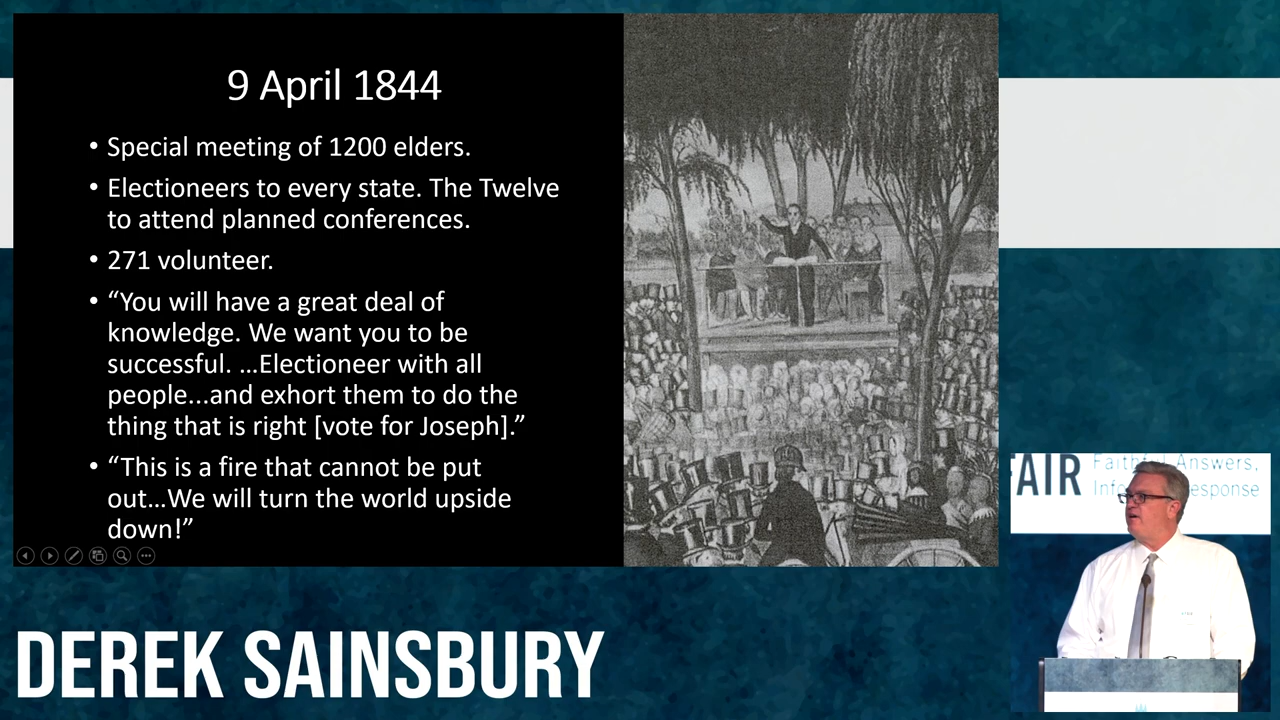 9 April 1844
• Special meeting of 1200 elders.
• Electioneers to every state. The Twelve
to attend planned conferences.
• 271 volunteer.
• “You will have a great deal of
knowledge. We want you to be
successful. …Electioneer with all
people...and exhort them to do the
thing that is right [vote for Joseph].”
• “This is a fire that cannot be put
out…We will turn the world upside
down!”
FAIR
Answers,
DEREK SAINSBURY